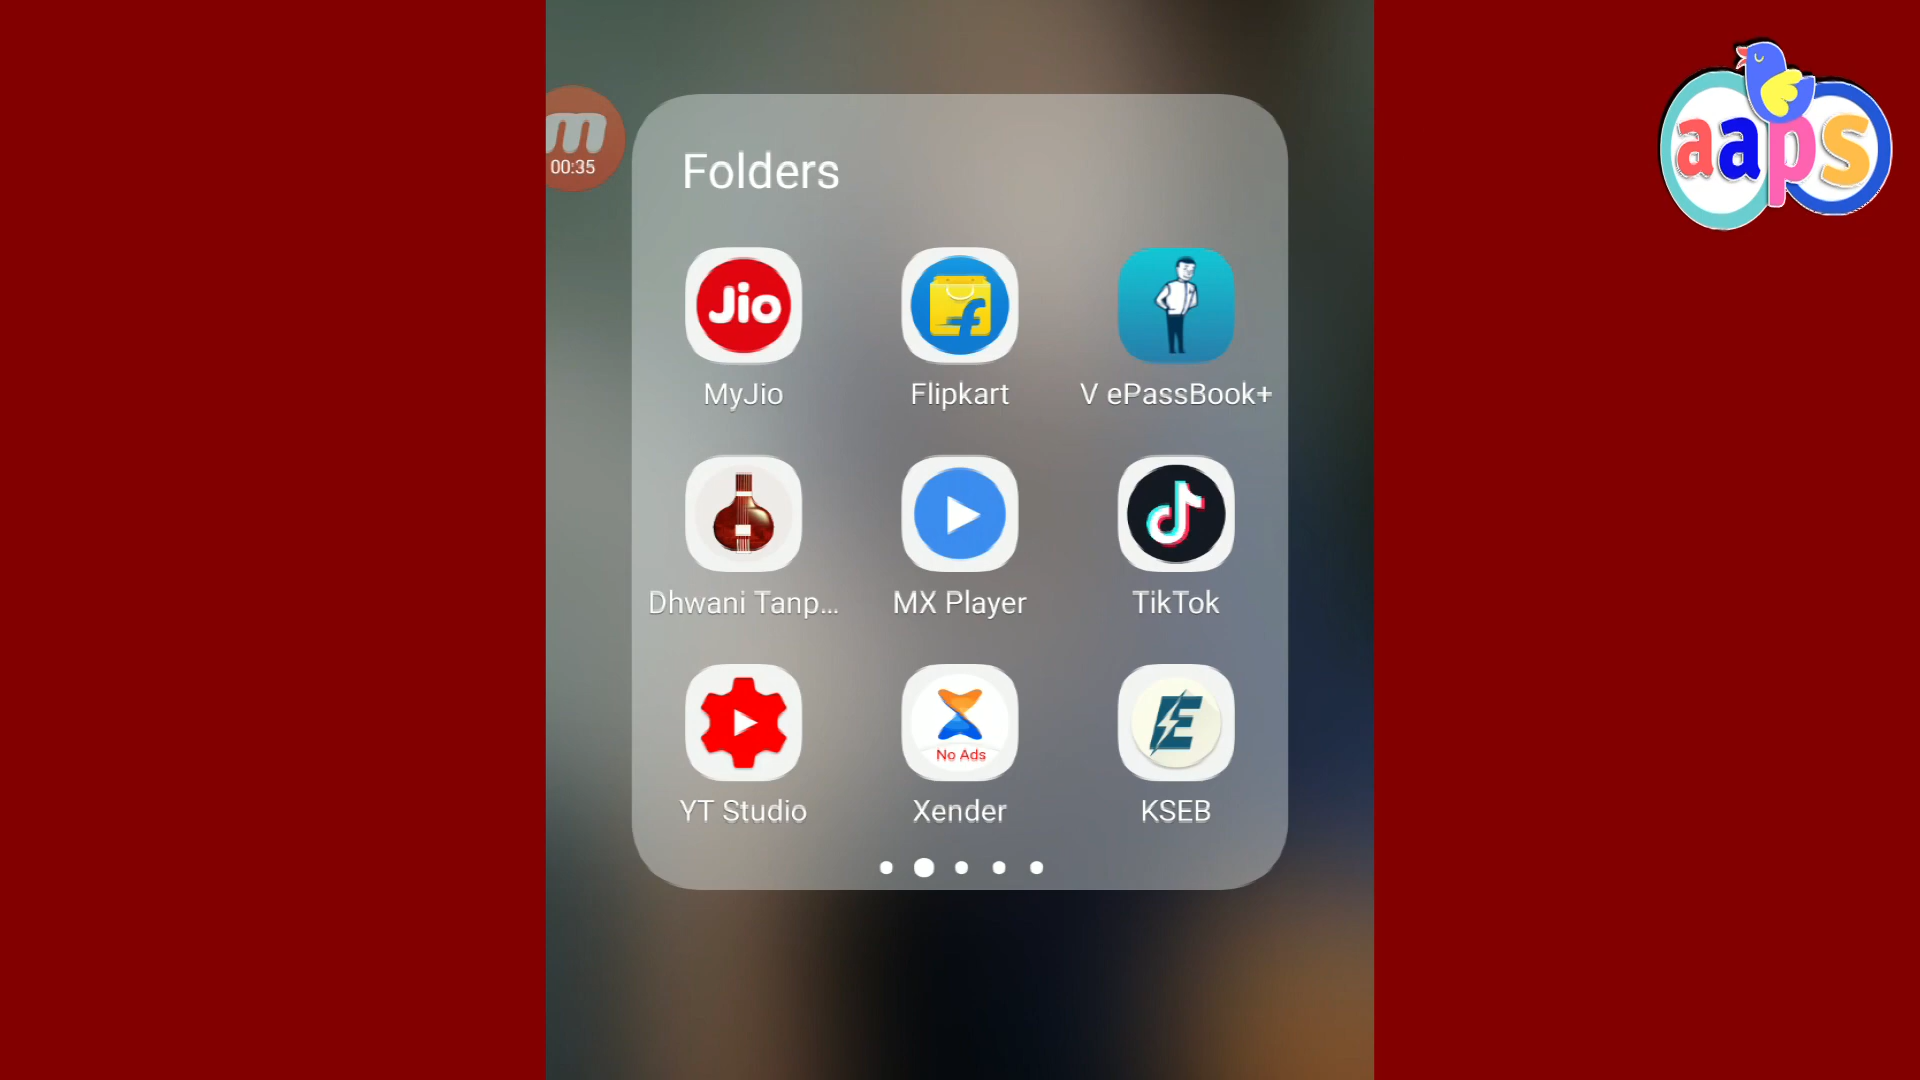 aaps
m
00:35
Folders
Jio
MyJio
Flipkart
V ePassBook+
Dhwani Tanp...
MX Player
TikTok
YT Studio
No Ads
Xender
E
KSEB